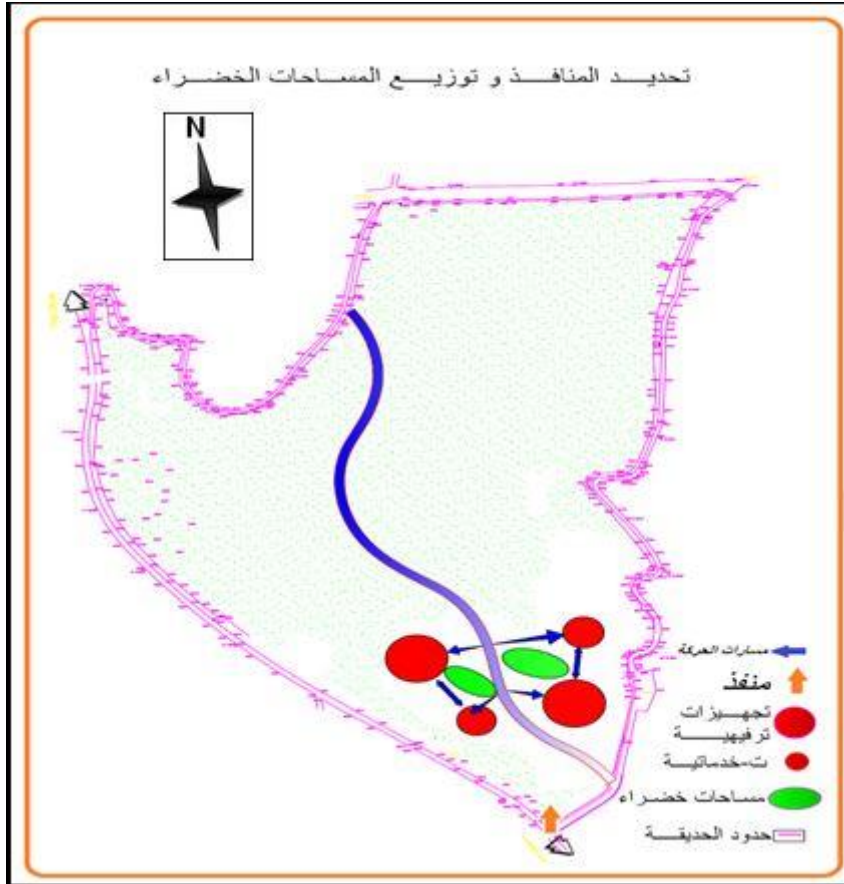 تحديد المنافذ و توزيع المساحات الخضراء
N
مسارات الحركة
منفذ
تجهيزات
ترفيهية
ت-خدماتية
مساحات خضراء
حدود الحديقة